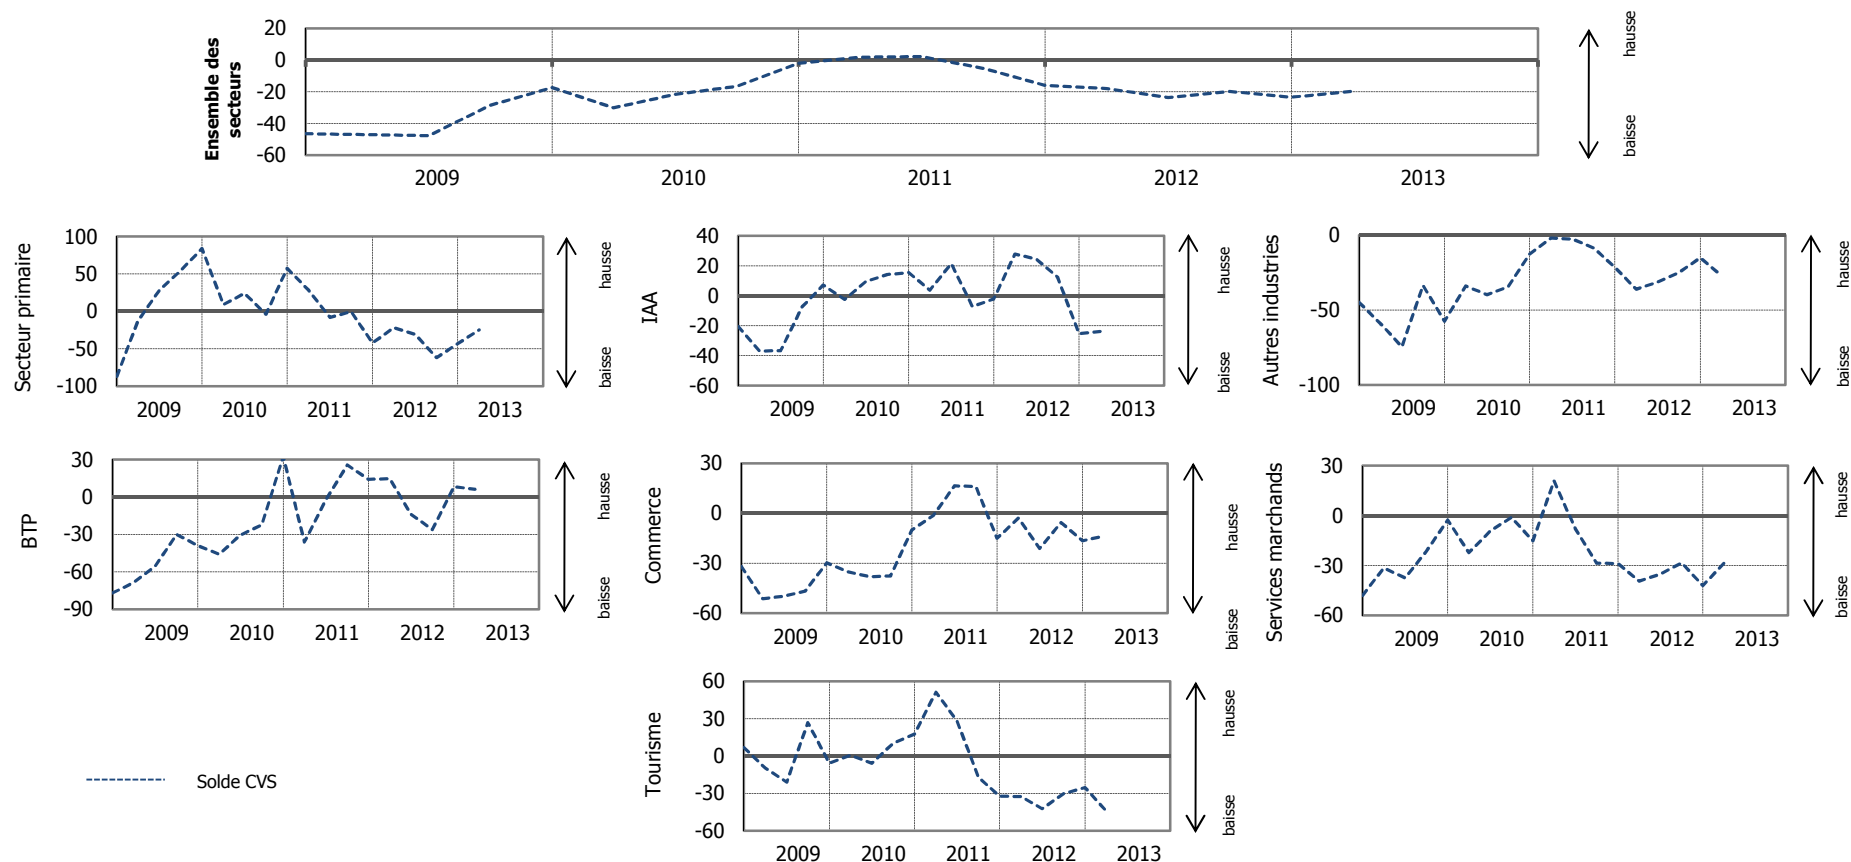 Ensemble des
secteurs
20
0
-20
-40
-60
2009 2010 2011 2012 2013
hausse
baisse
Secteur primaire
100
50
0
-50
-100
2009 2010 2011 2012 2013
hausse
baisse
IAA
40
20
0
-20
-40
-60
2009 2010 2011 2012 2013
hausse
baisse
Autres industries
0
-50
-100
2009 2010 2011 2012 2013
hausse
baisse
BTP
30
0
-30
-60
-90
2009 2010 2011 2012 2013
hausse
baisse
Commerce
30
0
-30
-60
2009 2010 2011 2012 2013
hausse
baisse
Services marchands
30
0
-30
-60
2009 2010 2011 2012 2013
hausse
baisse
Tourisme
60
30
0
-30
-60
2009 2010 2011 2012 2013
hausse
baisse
Solde CVS